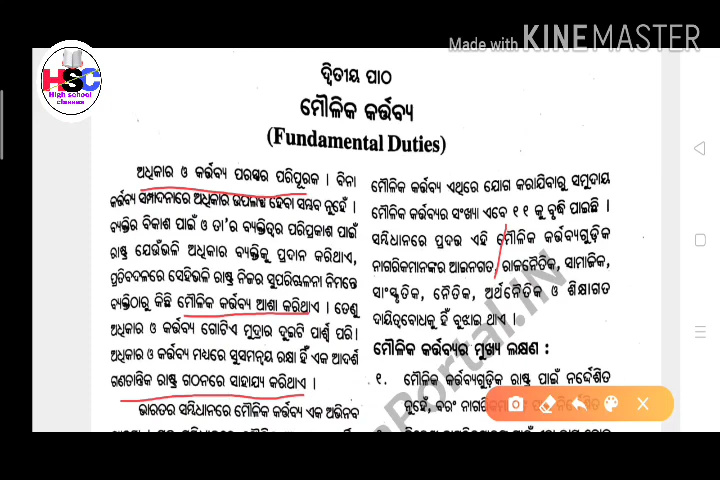 Made with KINEMASTER
HSC
High school
classes
ଦ୍ୱିତୀୟ ପାଠ
ମୌଳିକ କର୍ତ୍ତବ୍ୟ
(Fundamental Duties)
ଅଧିକାର ଓ କର୍ତ୍ତବ୍ୟ ପରସ୍ପର ପରିପୂରକ । ବିନା
କର୍ତ୍ତବ୍ୟ ସମ୍ପାଦନାରେ ଅଧିକାର ଉପଲବ୍ଧ ହେବା ସମ୍ଭବ ନୁହେଁ ।
ବ୍ୟକ୍ତିର ବିକାଶ ପାଇଁ ଓ ତା'ର ବ୍ୟକ୍ତିତ୍ୱର ପରିପ୍ରକାଶ ପାଇଁ
ରାଷ୍ଟ୍ର ଯେଉଁଭଳି ଅଧିକାର ବ୍ୟକ୍ତିକୁ ପ୍ରଦାନ କରିଥାଏ,
ପ୍ରତିବଦଳରେ ସେହିଭଳି ରାଷ୍ଟ୍ର ନିଜର ସୁପରିଚ୍ଳନା ନିମନ୍ତେ
ବ୍ୟକ୍ତିଠାରୁ କିଛି ମୌଳିକ କର୍ତ୍ତବ୍ୟ ଆଶା କରିଥାଏ । ତେଣୁ
ଅଧିକାର ଓ କର୍ତ୍ତବ୍ୟ ଗୋଟିଏ ମୁଦ୍ରାର ଦୁଇଟି ପାର୍ଶ୍ୱ ପରି ।
ଅଧିକାର ଓ କର୍ତ୍ତବ୍ୟ ମଧ୍ୟରେ ସୁସମନ୍ୱୟ ରକ୍ଷା ହିଁ ଏକ ଆଦର୍ଶ
ଗଣତାନ୍ତ୍ରିକ ରାଷ୍ଟ୍ର ଗଠନରେ ସାହାଯ୍ୟ କରିଥାଏ ।
ଭାରତର ସମ୍ବିଧାନରେ ମୌଳିକ କର୍ତ୍ତବ୍ୟ ଏକ ଅଭିନବ
ମୌଳିକ କର୍ତ୍ତବ୍ୟ ଏଥିରେ ଯୋଗ କରାଯିବାରୁ ସମୁଦାୟ
ମୌଳିକ କର୍ତ୍ତବ୍ୟର ସଂଖ୍ୟା ଏବେ ୧୧ କୁ ବୃଦ୍ଧି ପାଇଛି ।
ସମ୍ବିଧାନରେ ପ୍ରଦତ୍ତ ଏହି ମୌଳିକ କର୍ତ୍ତବ୍ୟଗୁଡ଼ିକ
ନାଗରିକମାନଙ୍କର ଆଇନଗତ, ରାଜନୈତିକ, ସାମାଜିକ,
ସାଂସ୍କୃତିକ, ନୈତିକ, ଅର୍ଥନୈତିକ ଓ ଶିକ୍ଷାଗତ
ଦାୟିତ୍ୱବୋଧକୁ ହିଁ ବୁଝାଇ ଥାଏ ।
ମୌଳିକ କର୍ତ୍ତବ୍ୟର ମୁଖ୍ୟ ଲକ୍ଷଣ :
୧. ମୌଳିକ କର୍ତ୍ତବ୍ୟଗୁଡ଼ିକ ରାଷ୍ଟ୍ର ପାଇଁ ନିର୍ଦ୍ଦେଶିତ
ନୁହେଁ, ବରଂ
Portal.IN